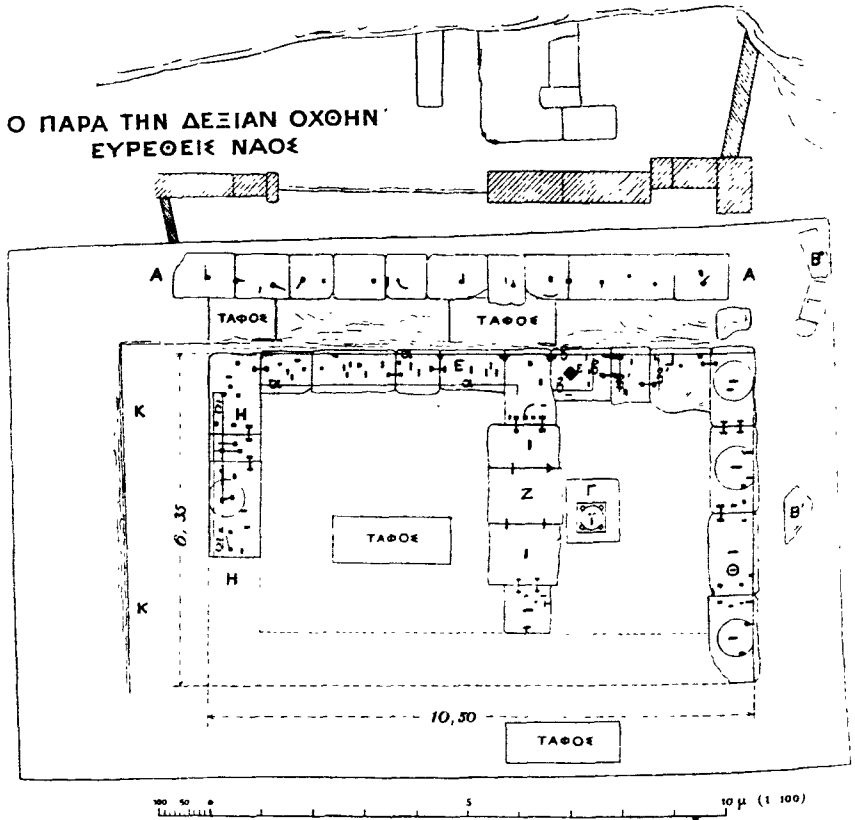 Ο ΠΑΡΑ ΤΗΝ ΔΕΞΙΑΝ ΟΧΘΗΝ
ΕΥΡΕΘΕΙΣ ΝΑΟΣ
Α Α Β"
ΤΑΦΟΣ ΤΑΦΟΣ
α Ε α α
Κ Η
Ζ Γ
Β'
6,35
ΤΑΦΟΣ
Θ
Η
Κ
10,50
ΤΑΦΟΣ
100 50 0 5 10 μ (1 100)